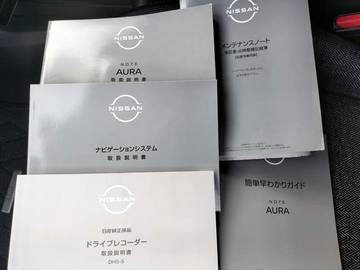 NISSAN
NOTE
AURA
取扱説明書
NISSAN
メンテナンスノート
NISSAN
ナビゲーションシステム
取扱説明書
NISSAN
日産純正部品
ドライブレコーダー
取扱説明書
DH5-S
簡単早わかりガイド
NOTE
AURA